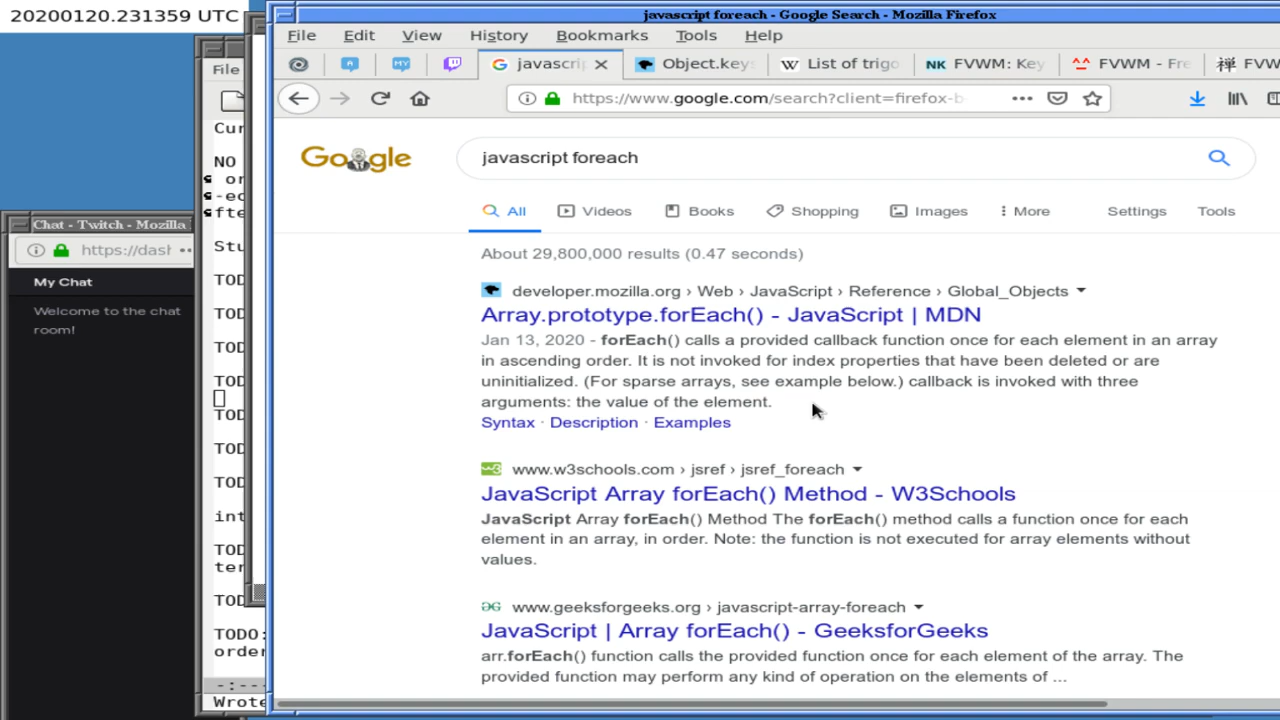 20200120.231359 UTC
javascript foreach - Google Search - Mozilla Firefox
File Edit View History Bookmarks Tools Help
javascri Object.keys List of trigo FVWM: Key FVWM - Fre 禅 FVW
https://www.google.com/search?client=firefox-b-
Google
javascript foreach
All Videos Books Shopping Images More Settings Tools
About 29,800,000 results (0.47 seconds)
developer.mozilla.org › Web › JavaScript › Reference › Global_Objects
Array.prototype.forEach() - JavaScript | MDN
Jan 13, 2020 - forEach() calls a provided callback function once for each element in an array
in ascending order. It is not invoked for index properties that have been deleted or are
uninitialized. (For sparse arrays, see example below.) callback is invoked with three
arguments: the value of the element.
Syntax · Description · Examples
www.w3schools.com › jsref › jsref_foreach
JavaScript Array forEach() Method - W3Schools
JavaScript Array forEach() Method The forEach() method calls a function once for each
element in an array, in order. Note: the function is not executed for array elements without
values.
www.geeksforgeeks.org › javascript-array-foreach
JavaScript | Array forEach() - GeeksforGeeks
arr.forEach() function calls the provided function once for each element of the array. The
provided function may perform any kind of operation on the elements of ...
File
Cur
NO
or
-ec
fte
Stu
TOD
TOD
TOD
TOD
TOD
TOD
TOD
int
TOD
ter
TOD
TODO:
order
-:---
Wrote
Chat - Twitch - Mozilla
https://dasl
My Chat
Welcome to the chat
room!